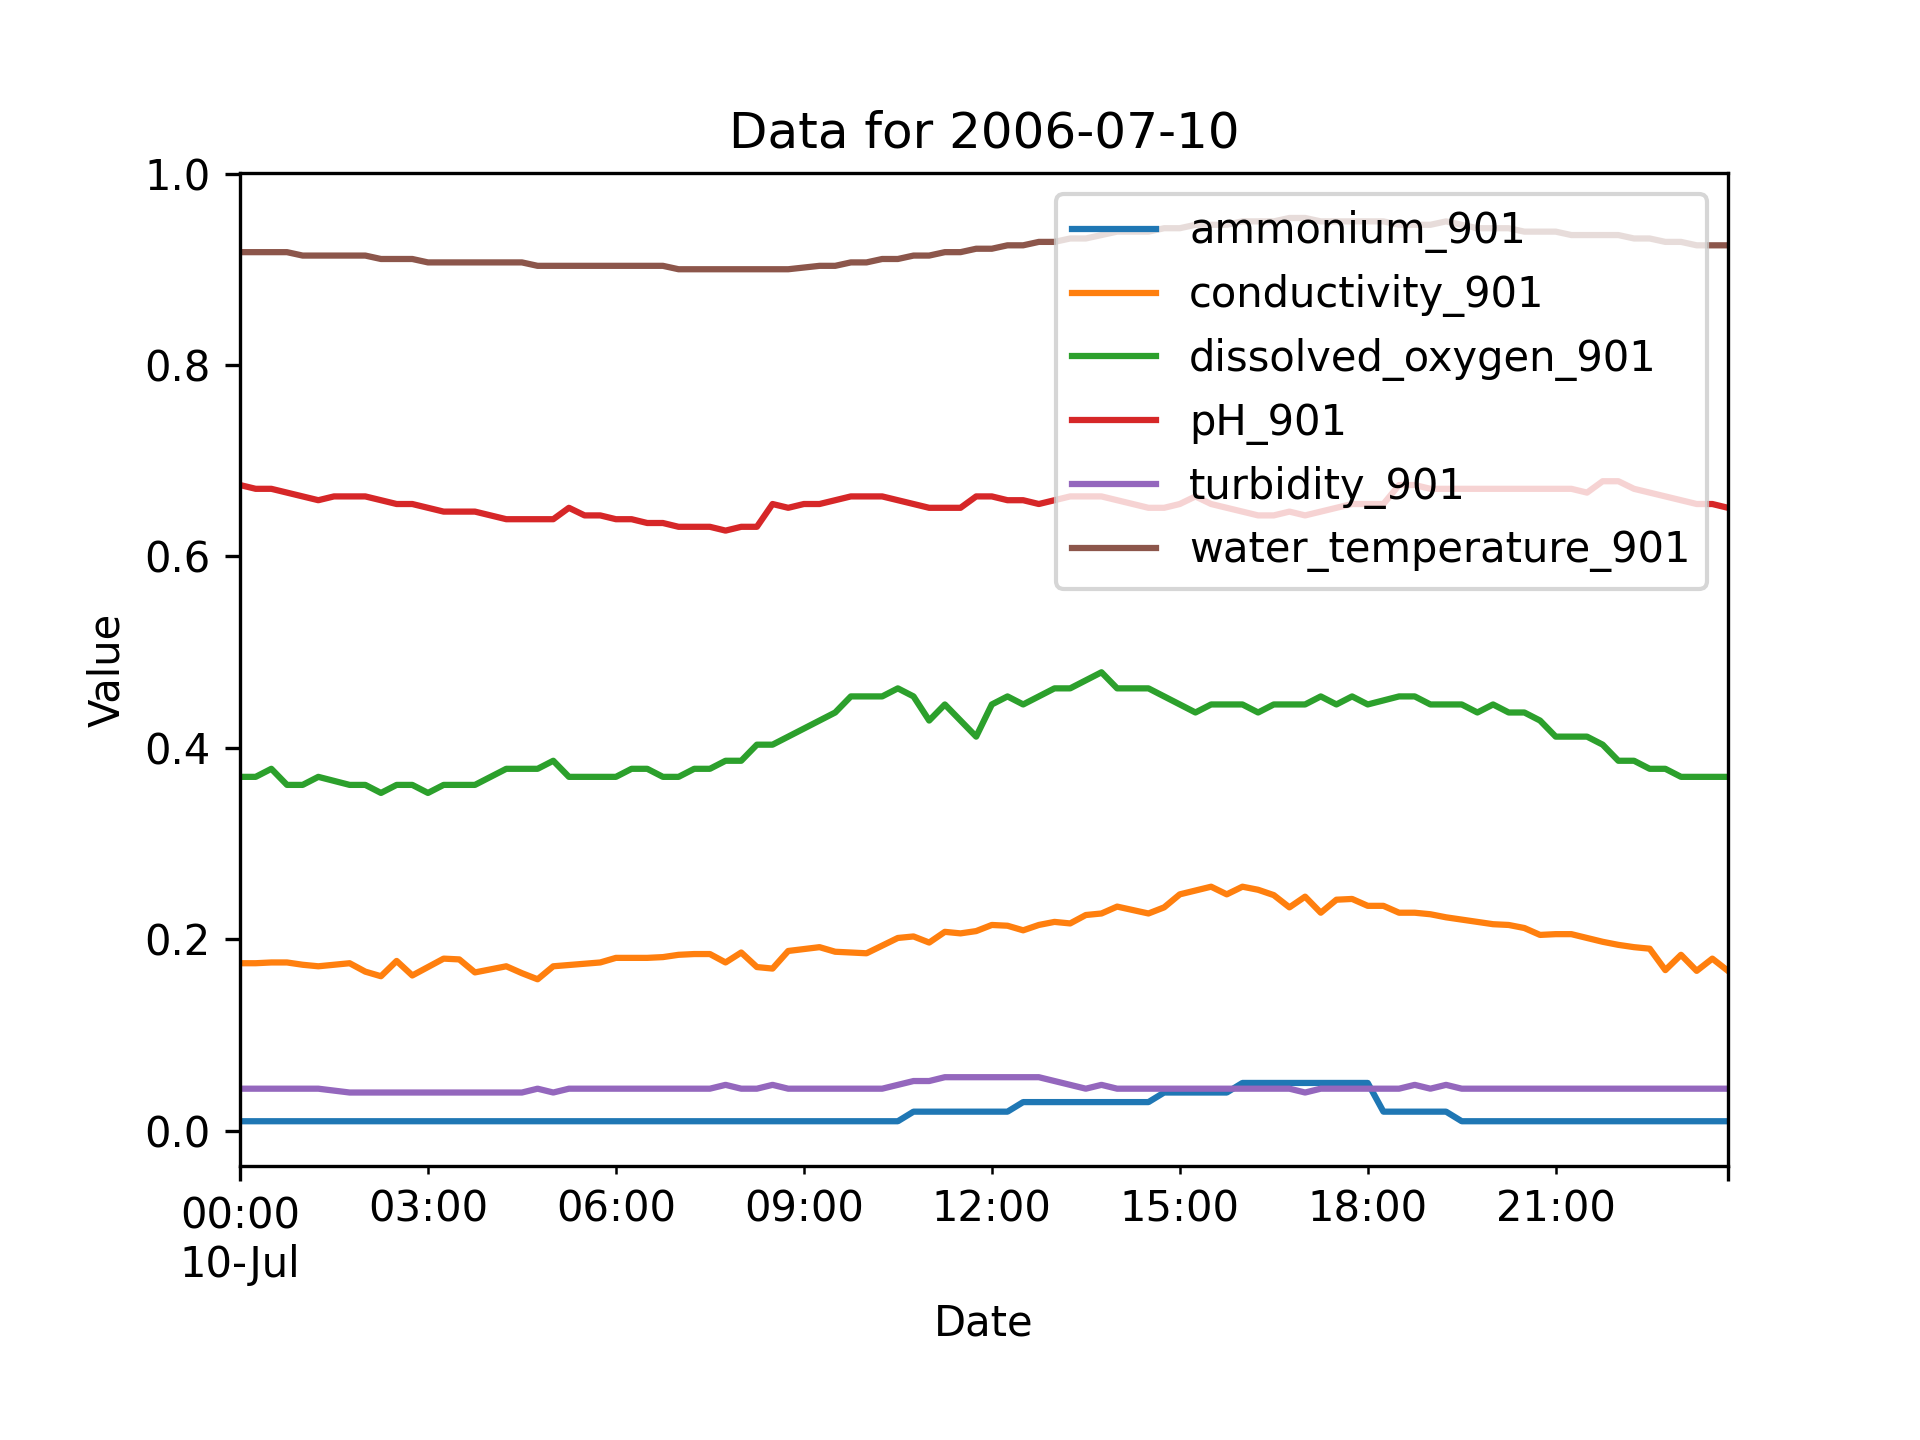 Data for 2006-07-10
1.0
0.8
0.6
0.4
0.2
0.0
Value
ammonium_901
conductivity_901
dissolved_oxygen_901
pH_901
turbidity_901
water_temperature_901
00:00 03:00 06:00 09:00 12:00 15:00 18:00 21:00
10-Jul
Date